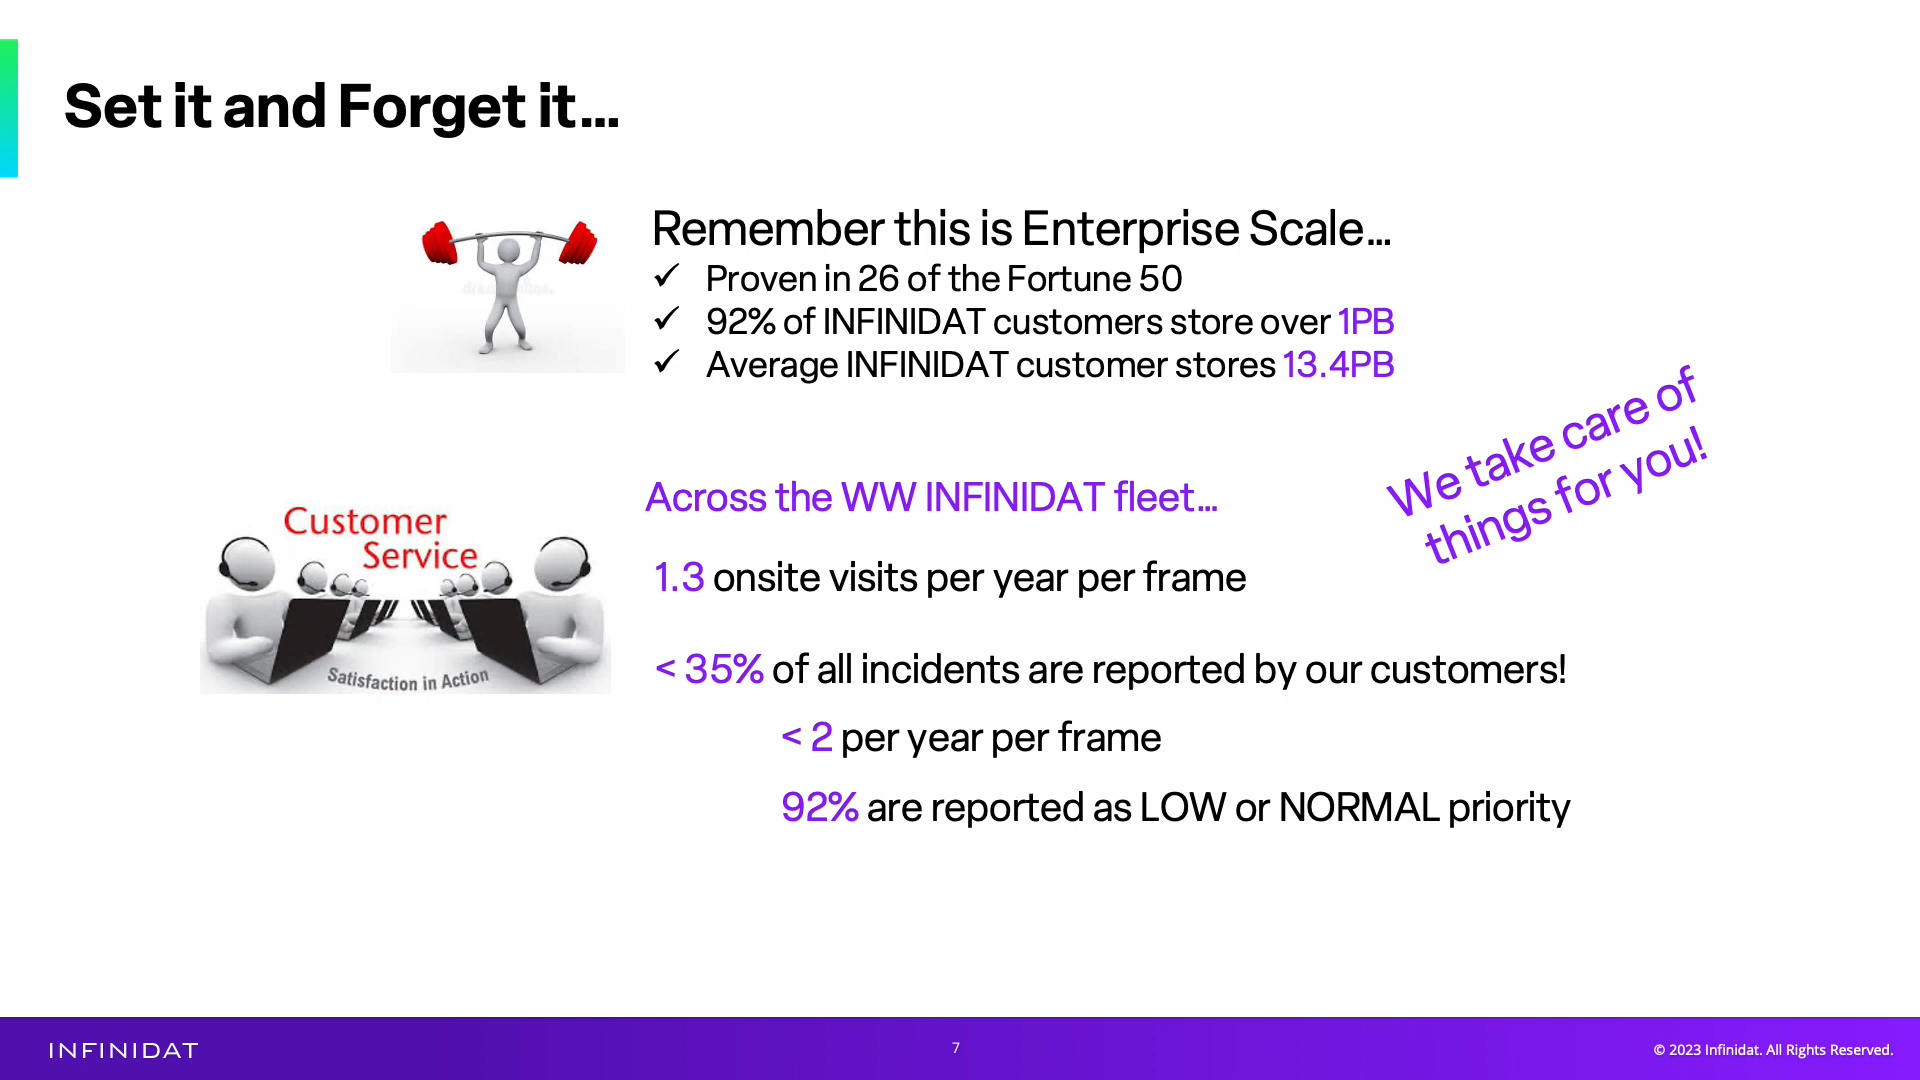 Set it and Forget it...
Remember this is Enterprise Scale...
✓ Proven in 26 of the Fortune 50
✓ 92% of INFINIDAT customers store over 1PB
✓ Average INFINIDAT customer stores 13.4PB
We take care of
things for you!
Across the WW INFINIDAT fleet...
Customer
Service
Satisfaction in Action
1.3 onsite visits per year per frame
< 35% of all incidents are reported by our customers!
< 2 per year per frame
92% are reported as LOW or NORMAL priority
INFINIDAT
7
© 2023 Infinidat. All Rights Reserved.